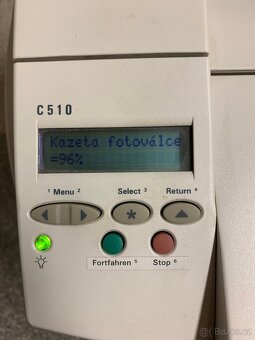 C510
Kazeta fotoválce
=96%
1 Menu 2
Select 3
Return 4
Fortfahren 5
Stop 6